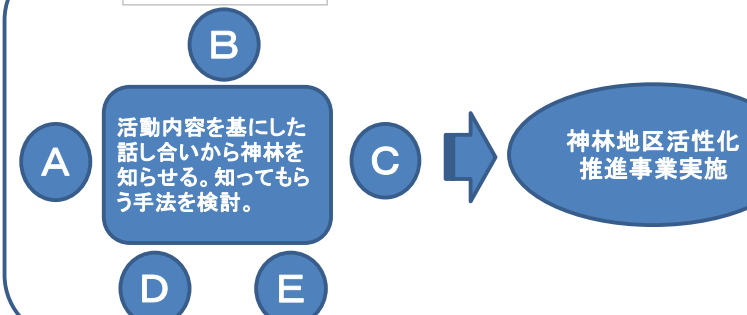 B
活動内容を基にした
話し合いから神林を
知らせる。知ってもら
う手法を検討。
A
C
神林地区活性化
推進事業実施
D
E